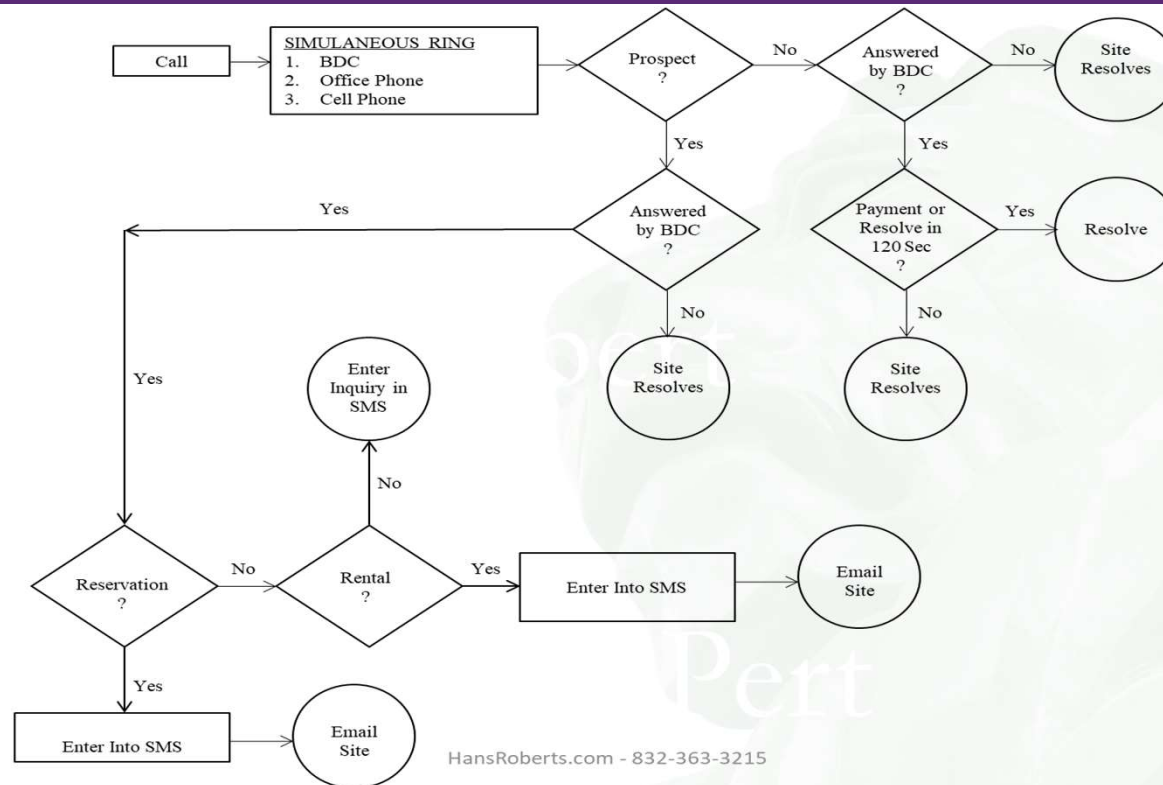 Call
SIMULANEOUS RING
1. BDC
2. Office Phone
3. Cell Phone
Prospect
?
No
Answered
by BDC
?
No
Site
Resolves
Yes
Yes
Yes
Answered
by BDC
?
Payment or
Resolve in
120 Sec
?
Yes
Resolve
No
No
Site
Resolves
Site
Resolves
Yes
Enter
Inquiry in
SMS
No
Reservation
?
No
Rental
?
Yes
Enter Into SMS
Email
Site
Yes
Enter Into SMS
Email
Site
Pert
HansRoberts.com - 832-363-3215